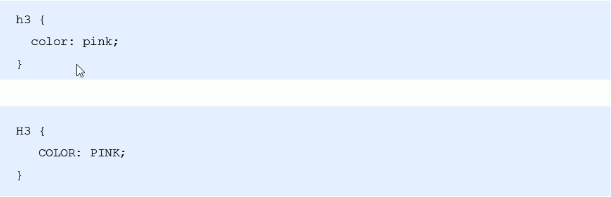 h3 {
  color: pink;
}
H3 {
   COLOR: PINK;
}